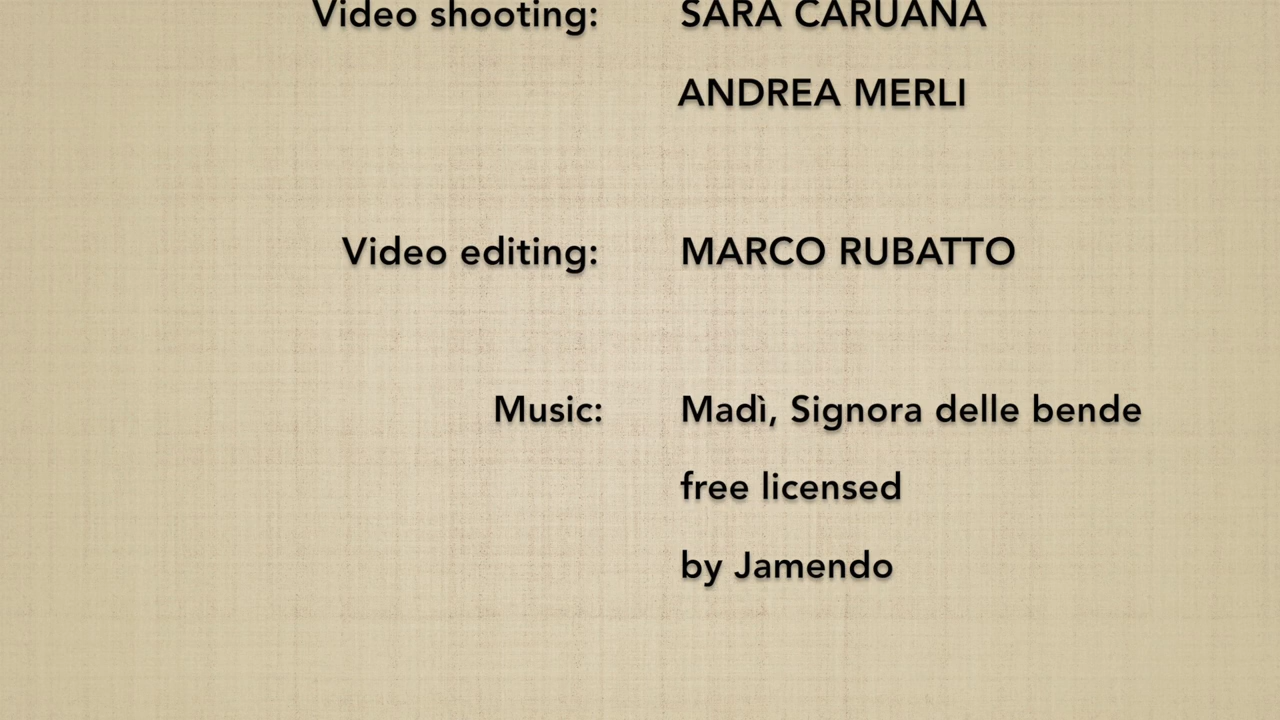 Video shooting: SARA CARUANA
ANDREA MERLI
Video editing: MARCO RUBATTO
Music: Madì, Signora delle bende
free licensed
by Jamendo